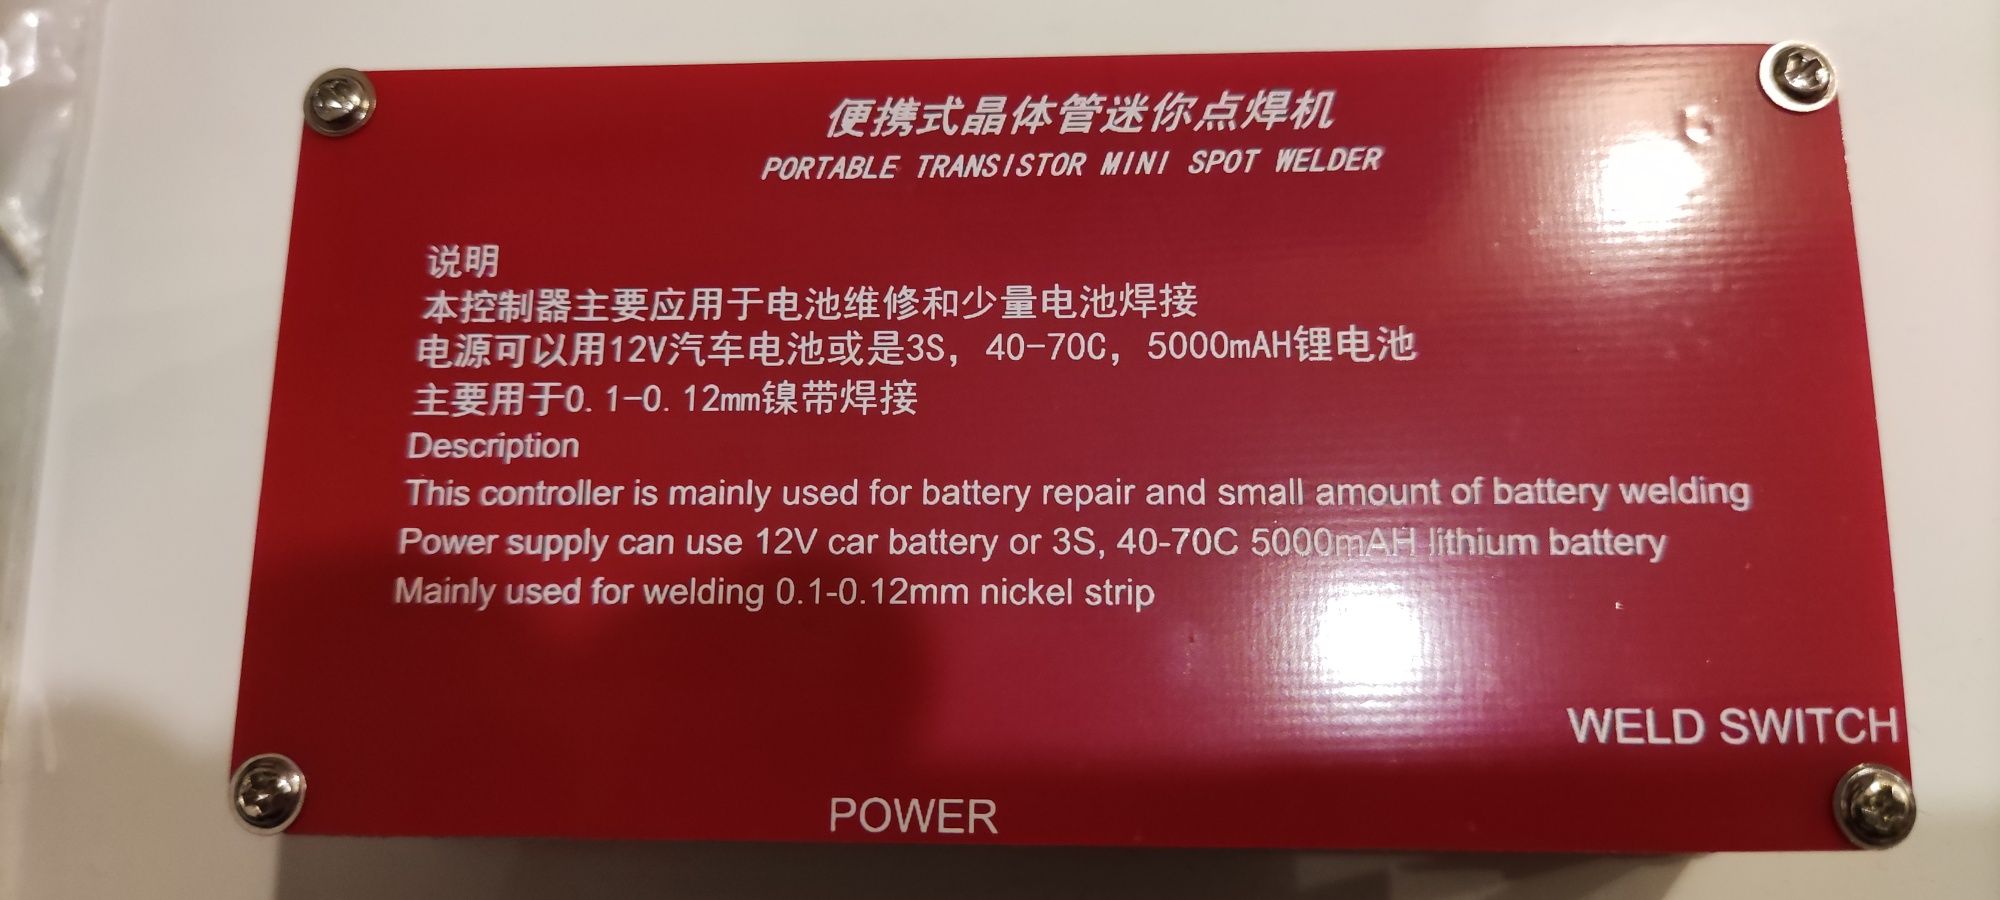 便携式晶体管迷你点焊机
PORTABLE TRANSISTOR MINI SPOT WELDER
说明
本控制器主要应用于电池维修和少量电池焊接
电源可以用12V汽车电池或是3S，40-70C，5000mAH锂电池
主要用于0.1-0.12mm镍带焊接
Description
This controller is mainly used for battery repair and small amount of battery welding
Power supply can use 12V car battery or 3S, 40-70C 5000mAH lithium battery
Mainly used for welding 0.1-0.12mm nickel strip
WELD SWITCH
POWER